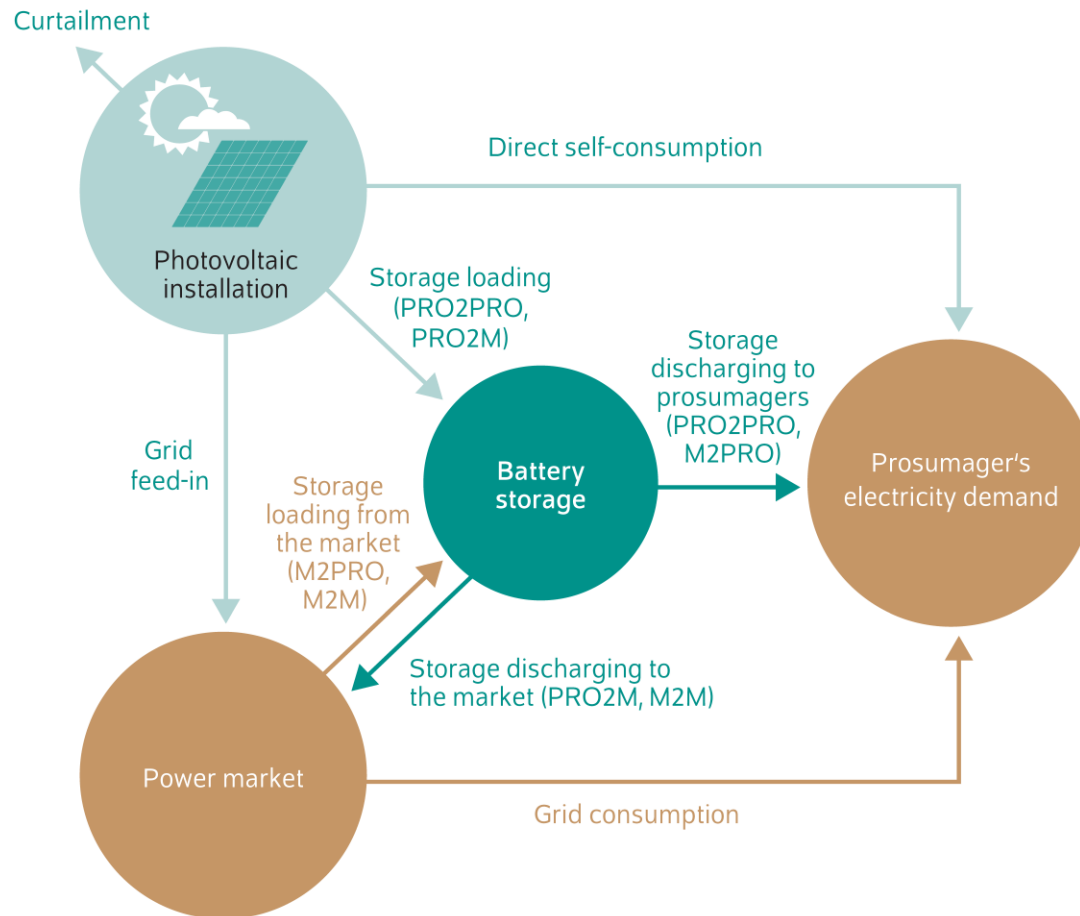 Curtailment
Direct self-consumption
Photovoltaic
installation
Storage loading
(PRO2PRO,
PRO2M)
Storage
discharging to
prosumagers
(PRO2PRO,
M2PRO)
Grid
feed-in
Storage
loading from
the market
(M2PRO,
M2M)
Battery
storage
Prosumager‘s
electricity demand
Storage discharging to
the market (PRO2M, M2M)
Power market
Grid consumption